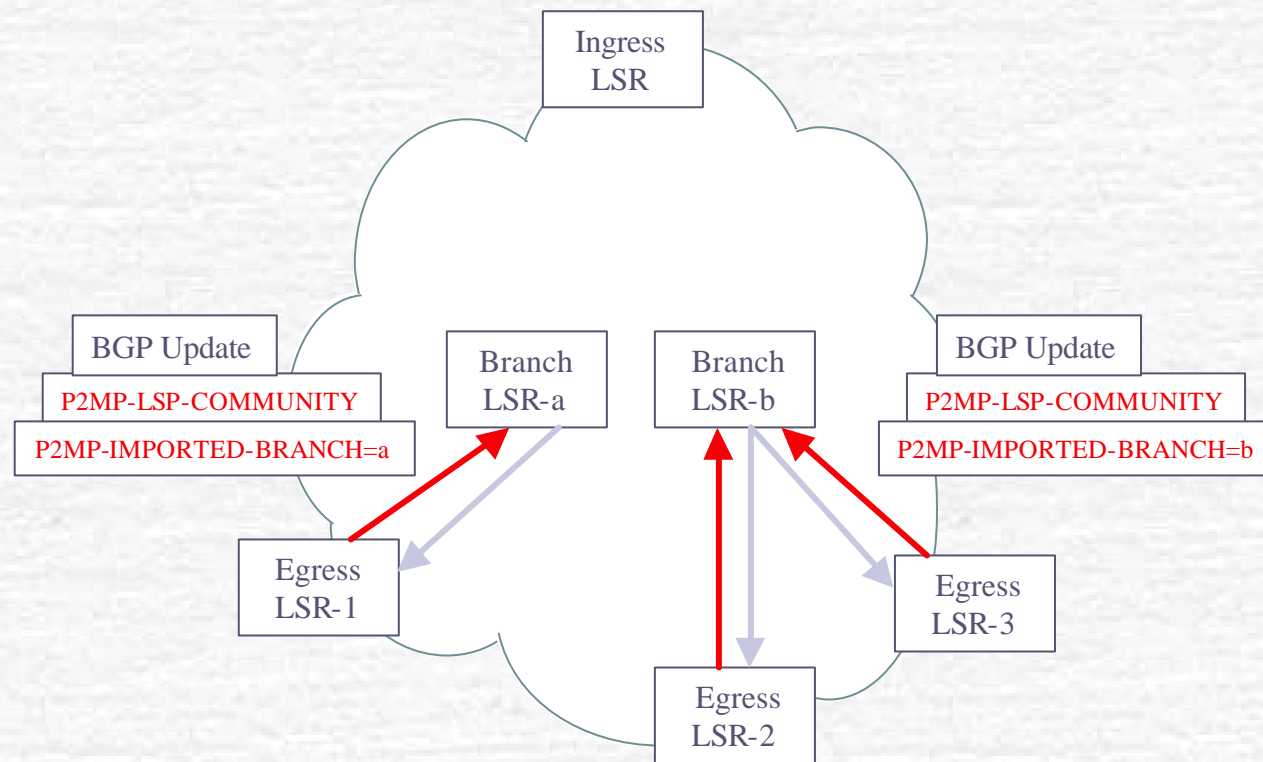 Ingress
LSR
BGP Update
P2MP-LSP-COMMUNITY
P2MP-IMPORTED-BRANCH=a
Branch
LSR-a
Branch
LSR-b
BGP Update
P2MP-LSP-COMMUNITY
P2MP-IMPORTED-BRANCH=b
Egress
LSR-1
Egress
LSR-3
Egress
LSR-2